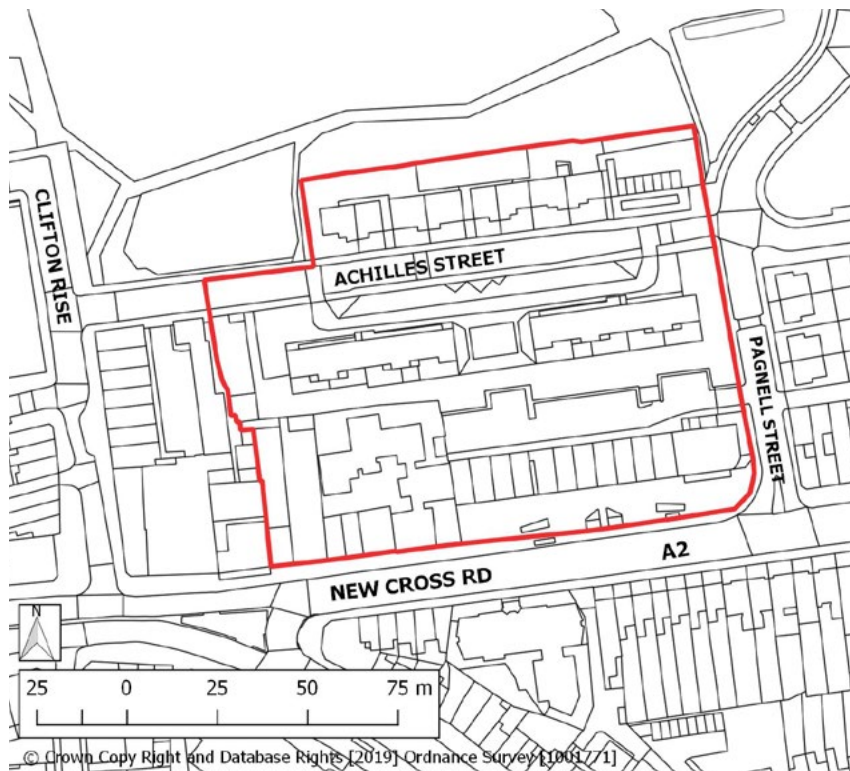 CLIFTON RISE
ACHILLES STREET
PAGNELL STREET
A2
NEW CROSS RD
N
25 0 25 50 75 m
© Crown Copy Right and Database Rights [2019] Ordnance Survey [1001771]